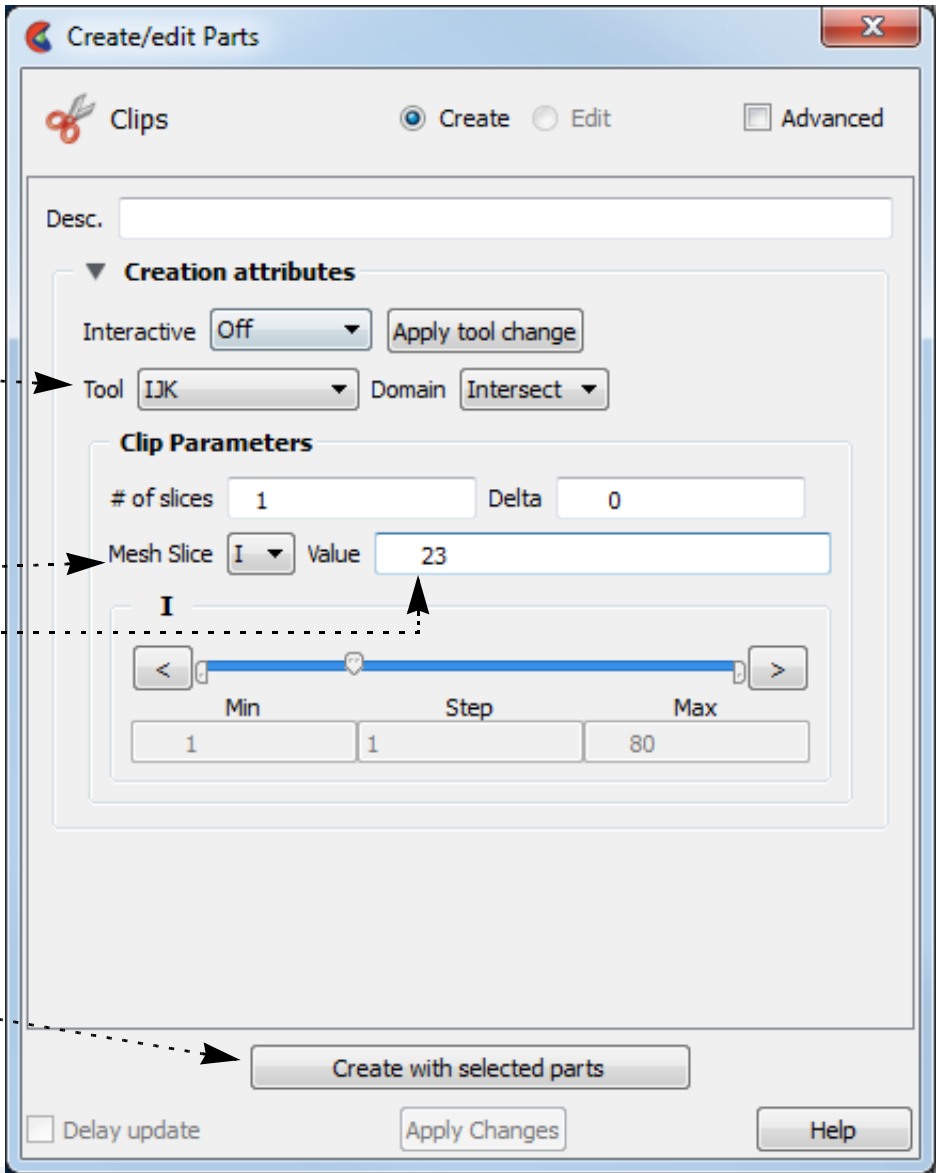 Create/edit Parts
x
Clips Create Edit Advanced
Desc.
Creation attributes
Interactive Off Apply tool change
Tool IJK Domain Intersect
Clip Parameters
# of slices 1 Delta 0
Mesh Slice I Value 23
I
< >
Min Step Max
1 1 80
Create with selected parts
Delay update Apply Changes Help